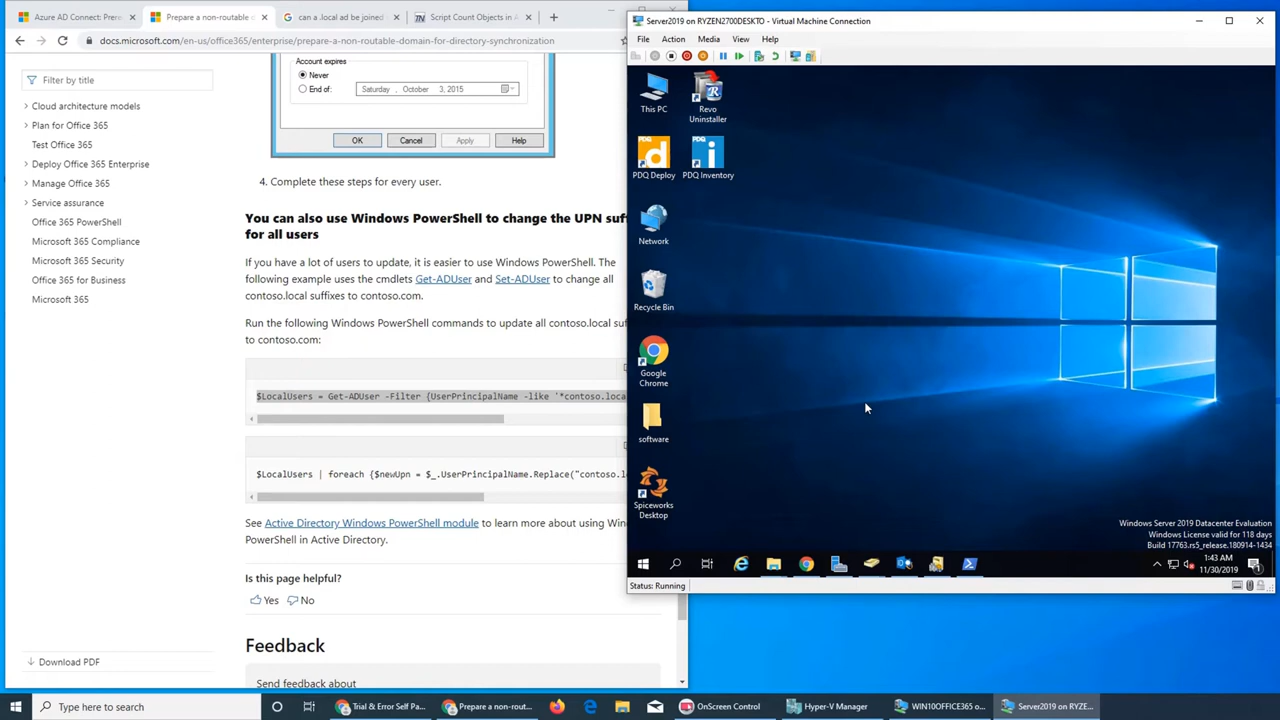 Azure AD Connect: Prere
Prepare a non-routable d
can a .local ad be joined
Script Count Objects in A
docs.microsoft.com/en-us/office365/enterprise/prepare-a-non-routable-domain-for-directory-synchronization
Filter by title
Cloud architecture models
Plan for Office 365
Test Office 365
Deploy Office 365 Enterprise
Manage Office 365
Service assurance
Office 365 PowerShell
Microsoft 365 Compliance
Microsoft 365 Security
Office 365 for Business
Microsoft 365
Download PDF
Account expires
Never
End of:
Saturday , October 3, 2015
OK
Cancel
Apply
Help
4. Complete these steps for every user.
You can also use Windows PowerShell to change the UPN suf
for all users
If you have a lot of users to update, it is easier to use Windows PowerShell. The
following example uses the cmdlets Get-ADUser and Set-ADUser to change all
contoso.local suffixes to contoso.com.
Run the following Windows PowerShell commands to update all contoso.local suf
to contoso.com:
$LocalUsers = Get-ADUser -Filter {UserPrincipalName -like '*contoso.loca
$LocalUsers | foreach {$newUpn = $_.UserPrincipalName.Replace("contoso.l
See Active Directory Windows PowerShell module to learn more about using Win
PowerShell in Active Directory.
Is this page helpful?
Yes
No
Feedback
Send feedback about
Server2019 on RYZEN2700DESKTO - Virtual Machine Connection
File
Action
Media
View
Help
This PC
Revo
Uninstaller
PDQ Deploy
PDQ Inventory
Network
Recycle Bin
Google
Chrome
software
Spiceworks
Desktop
Windows Server 2019 Datacenter Evaluation
Windows License valid for 118 days
Build 17763.rs5_release.180914-1434
1:43 AM
11/30/2019
Status: Running
Type here to search
Trial & Error Self Pa...
Prepare a non-rout...
OnScreen Control
Hyper-V Manager
WIN10OFFICE365 o...
Server2019 on RYZE...